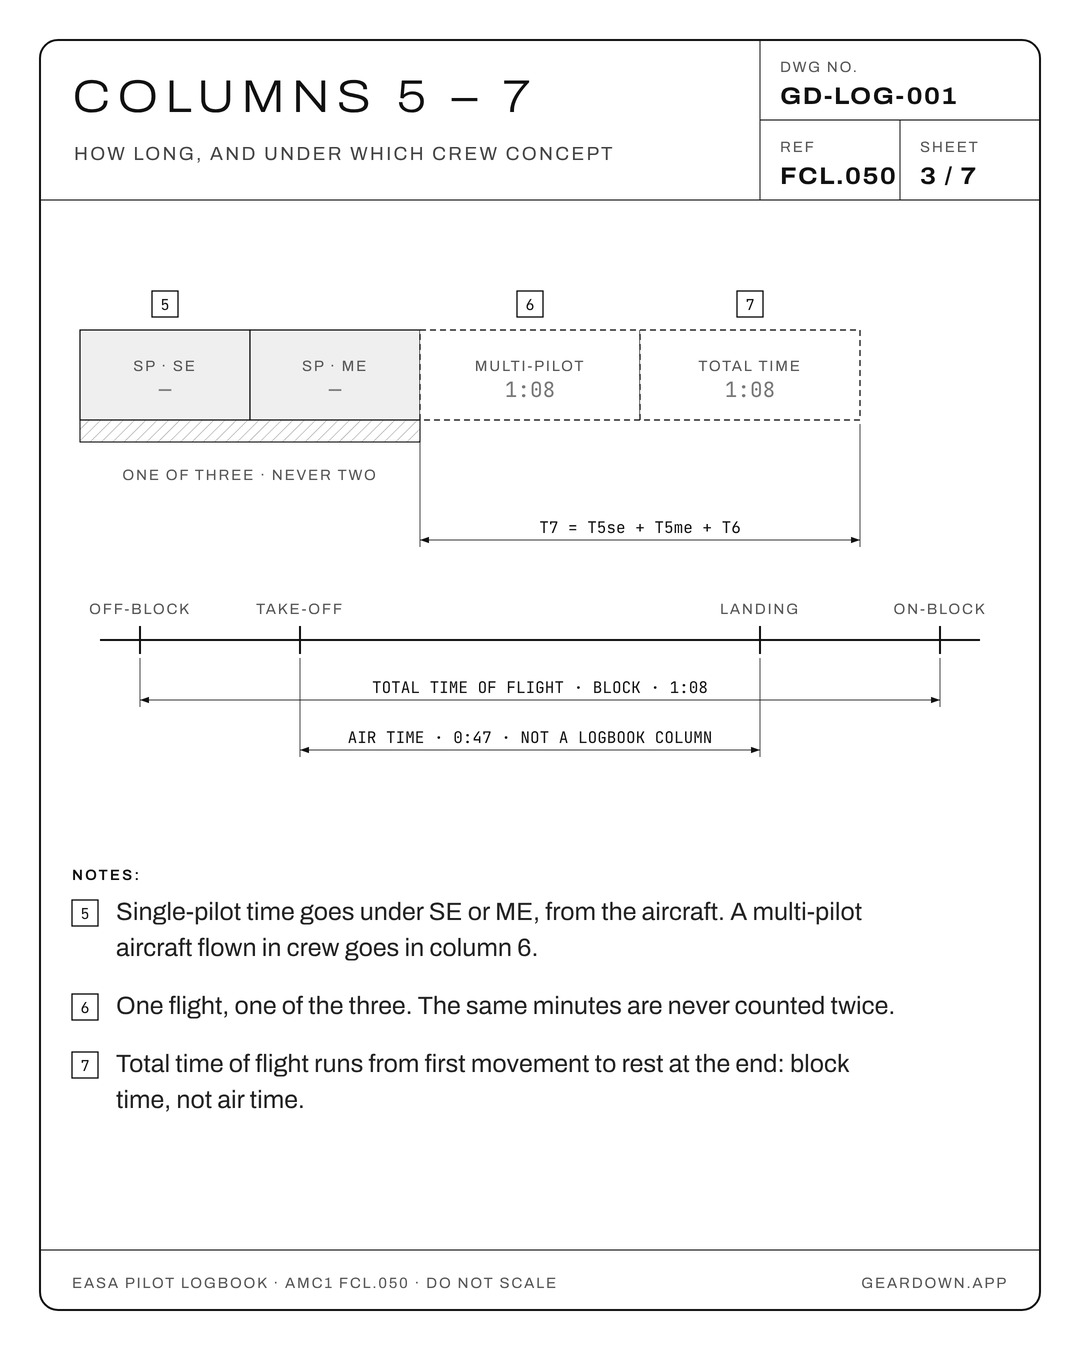 COLUMNS 5 – 7
HOW LONG, AND UNDER WHICH CREW CONCEPT
DWG NO.
GD-LOG-001
REF
FCL.050
SHEET
3 / 7
5
6
7
SP · SE
–
SP · ME
–
MULTI-PILOT
1:08
TOTAL TIME
1:08
ONE OF THREE · NEVER TWO
T7 = T5se + T5me + T6
OFF-BLOCK
TAKE-OFF
LANDING
ON-BLOCK
TOTAL TIME OF FLIGHT · BLOCK · 1:08
AIR TIME · 0:47 · NOT A LOGBOOK COLUMN
NOTES:
5 Single-pilot time goes under SE or ME, from the aircraft. A multi-pilot
aircraft flown in crew goes in column 6.
6 One flight, one of the three. The same minutes are never counted twice.
7 Total time of flight runs from first movement to rest at the end: block
time, not air time.
EASA PILOT LOGBOOK · AMC1 FCL.050 · DO NOT SCALE
GEARDOWN.APP